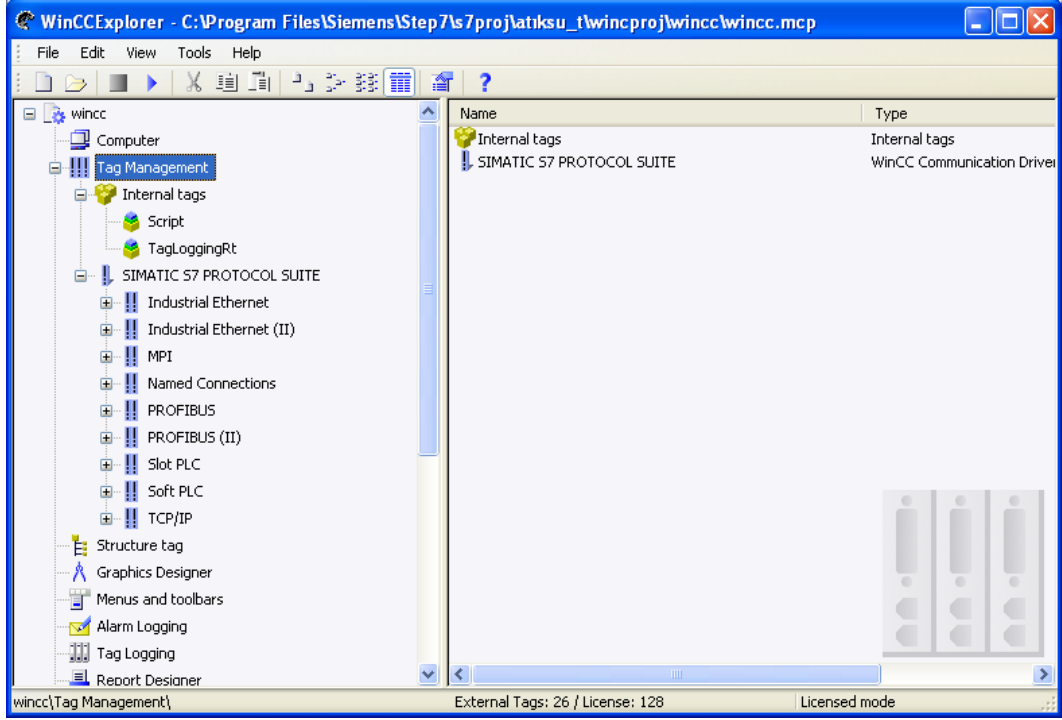 WinCCExplorer - C:\Program Files\Siemens\Step7\s7proj\atıksu_t\wincproj\wincc\wincc.mcp
File Edit View Tools Help
wincc
Computer
Tag Management
Internal tags
Script
TagLoggingRt
SIMATIC S7 PROTOCOL SUITE
Industrial Ethernet
Industrial Ethernet (II)
MPI
Named Connections
PROFIBUS
PROFIBUS (II)
Slot PLC
Soft PLC
TCP/IP
Structure tag
Graphics Designer
Menus and toolbars
Alarm Logging
Tag Logging
Report Designer
Name Type
Internal tags Internal tags
SIMATIC S7 PROTOCOL SUITE WinCC Communication Driver
wincc\Tag Management\ External Tags: 26 / License: 128 Licensed mode